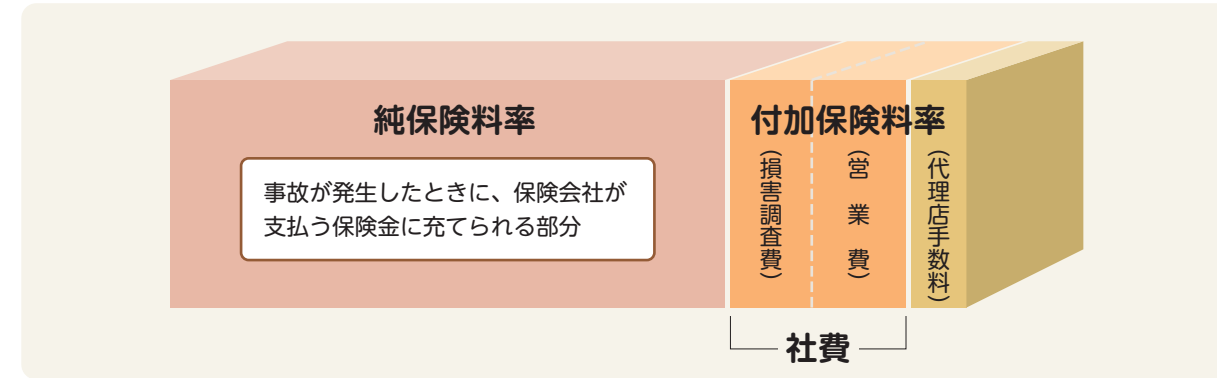 純保険料率
事故が発生したときに、保険会社が
支払う保険金に充てられる部分
付加保険料率
（損害調査費）
（営業費）
（代理店手数料）
社費